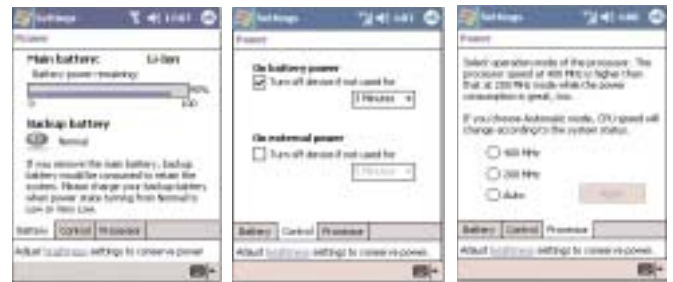 Settings
Power
Main battery: Li-Ion
Battery power remaining:
90%
0 100
Backup battery
Normal
If you remove the main battery, backup
battery would be consumed to retain the
system. Please charge your backup battery
when power state turning from Normal to
Low or Very Low.
Battery Control Processor
Adjust brightness settings to conserve power
Settings
Power
On battery power
Turn off device if not used for
3 Minutes
On external power
Turn off device if not used for
Minutes
Battery Control Processor
Adjust brightness settings to conserve power.
Settings
Power
Select operation mode of the processor. The
processor speed at 400 MHz is higher than
that at 200 MHz mode while the power
consumption is great, too.
If you choose Automatic mode, CPU speed will
change according to the system status.
400 MHz
200 MHz
Auto
Battery Control Processor
Adjust brightness settings to conserve power.